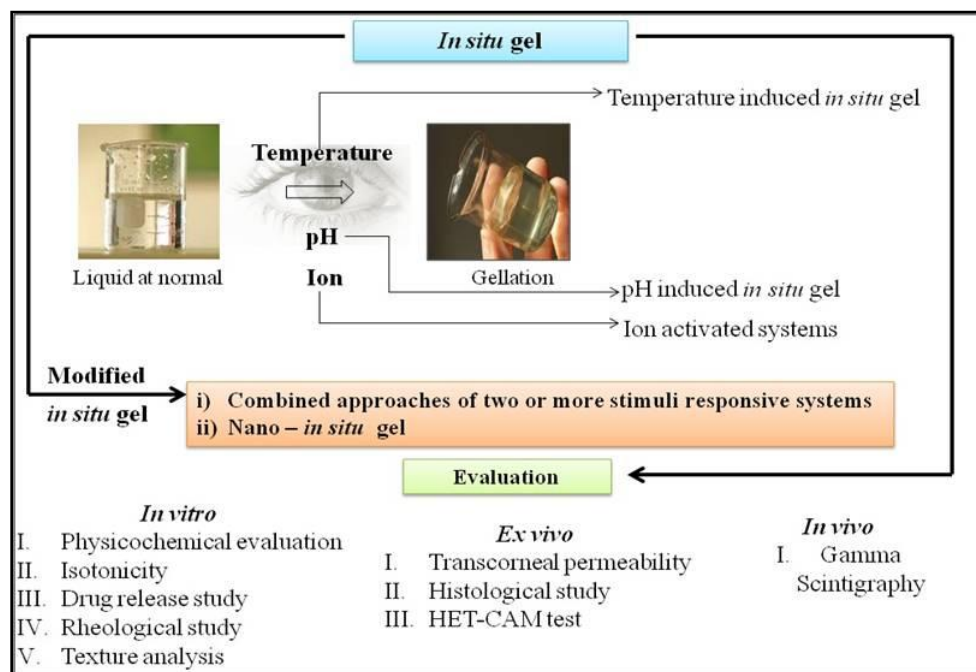 In situ gel
Temperature induced in situ gel
Temperature
pH
Ion
Liquid at normal
Gellation
pH induced in situ gel
Ion activated systems
Modified
in situ gel
i) Combined approaches of two or more stimuli responsive systems
ii) Nano – in situ gel
Evaluation
In vitro
I. Physicochemical evaluation
II. Isotonicity
III. Drug release study
IV. Rheological study
V. Texture analysis
Ex vivo
I. Transcorneal permeability
II. Histological study
III. HET-CAM test
In vivo
I. Gamma
Scintigraphy